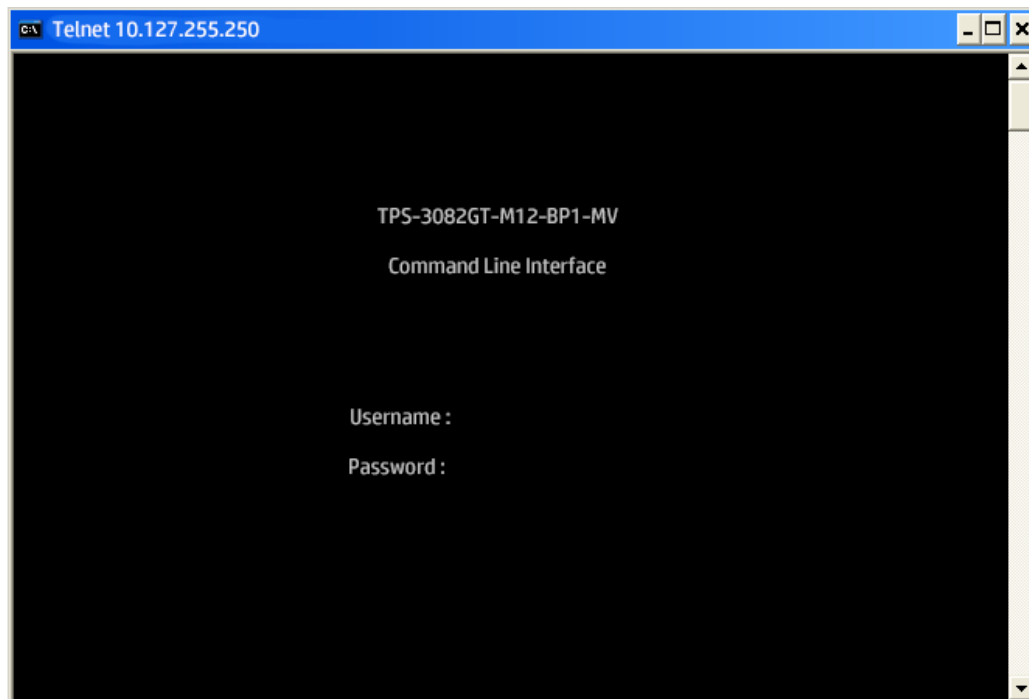 C:\ Telnet 10.127.255.250
TPS-3082GT-M12-BP1-MV
Command Line Interface
Username :
Password :